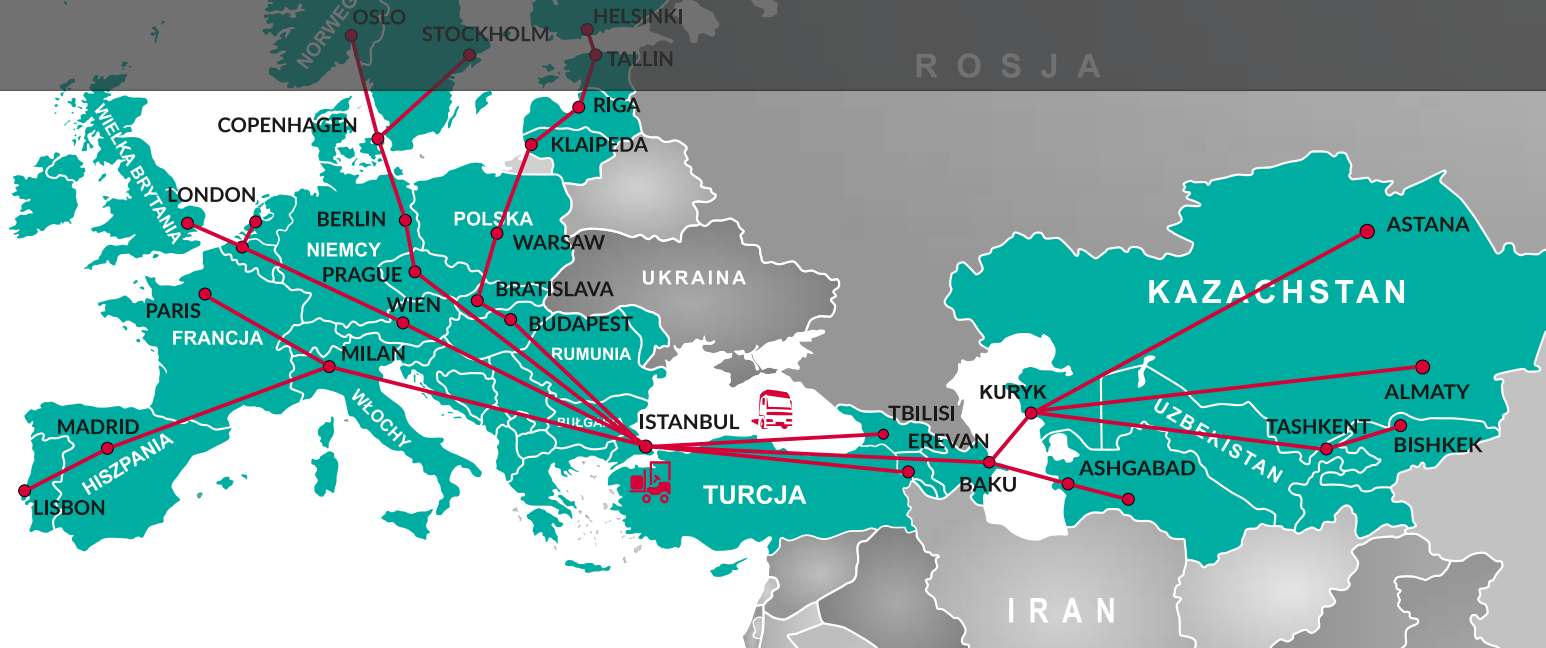 OSLO
HELSINKI
NORWEG
STOCKHOLM
TALLIN
ROSJA
RIGA
WIELKA BRYTANIA
COPENHAGEN
KLAIPEDA
LONDON
BERLIN
POLSKA
ASTANA
NIEMCY
WARSAW
PRAGUE
UKRAINA
BRATISLAVA
KAZACHSTAN
PARIS
WIEN
BUDAPEST
FRANCJA
MILAN
RUMUNIA
KURYK
ALMATY
WŁOCHY
TBILISI
UZBEKISTAN
MADRID
BUŁGARIA
ISTANBUL
TASHKENT
EREVAN
BISHKEK
HISZPANIA
ASHGABAD
BAKU
TURCJA
LISBON
IRAN